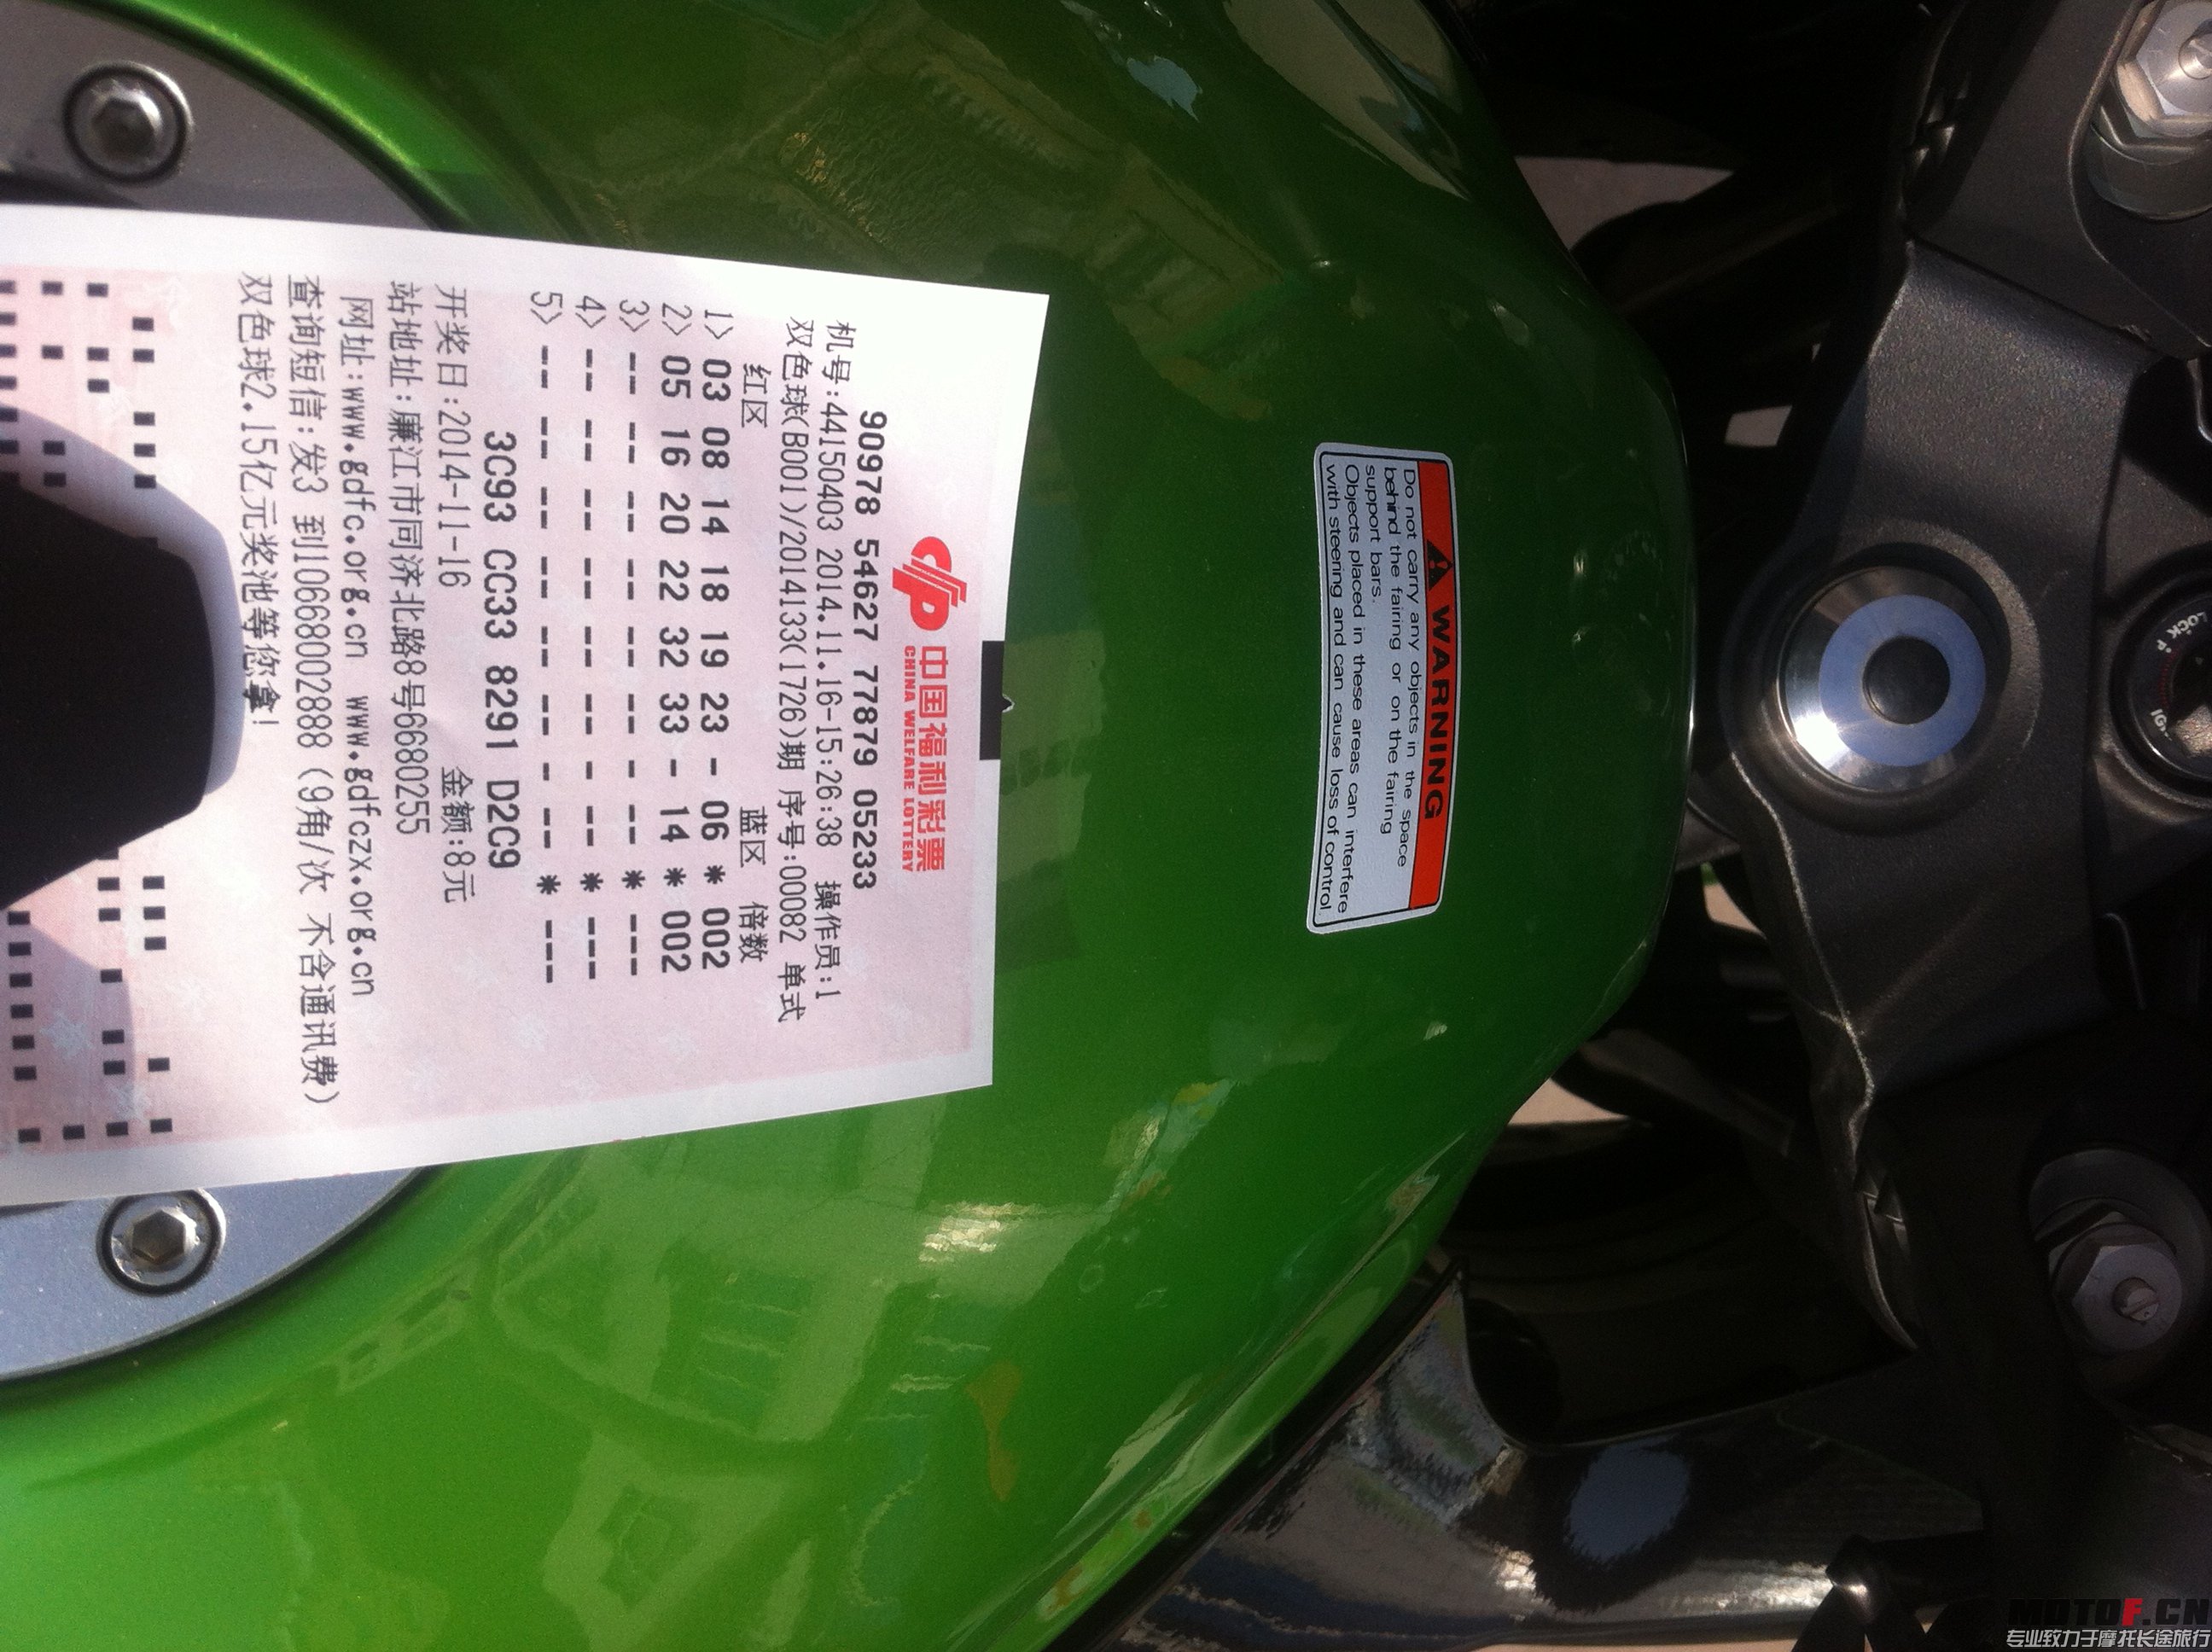 中国福利彩票
CHINA WELFARE LOTTERY
90978 54627 77879 05233
机号:44150403 2014.11.16-15:26:38 操作员:1
双色球(B001)/2014133(1726)期 序号:00082 单式
红区 蓝区 倍数
1> 03 08 14 18 19 23 - 06 * 002
2> 05 16 20 22 32 33 - 14 * 002
3> -- -- -- -- -- -- -- * ---
4> -- -- -- -- -- -- -- * ---
5> -- -- -- -- -- -- -- * ---
3C93 CC33 8291 D2C9
开奖日:2014-11-16 金额:8元
站地址:廉江市同济北路8号6680255
网址:www.gdfc.org.cn www.gdfczx.org.cn
查询短信:发3 到10668002888 (9角/次 不含通讯费)
双色球2.15亿元奖池等您拿!
WARNING
Do not carry any objects in the space
behind the fairing or on the fairing
support bars.
Objects placed in these areas can interfere
with steering and can cause loss of control.
LOCK
MOTOF.CN
专业致力于摩托长途旅行